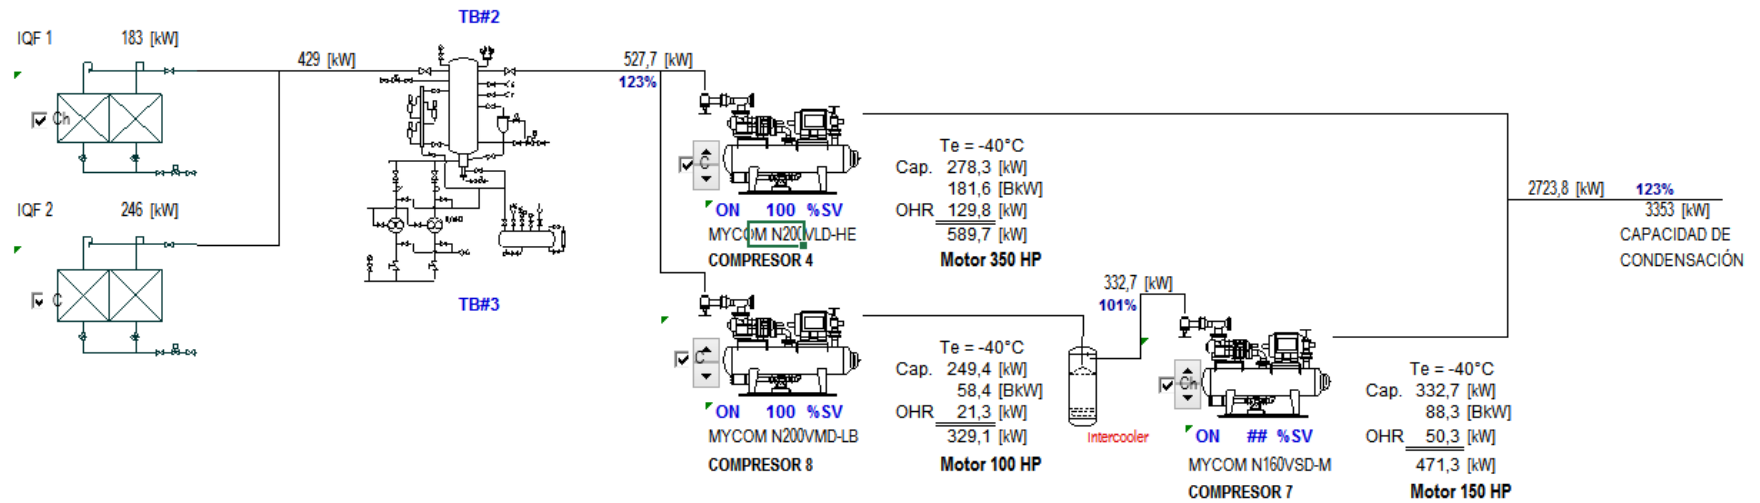 TB#2
IQF 1 183 [kW]
429 [kW]
527,7 [kW]
123%
Ch
C
Te = -40°C
Cap. 278,3 [kW]
181,6 [BkW]
OHR 129,8 [kW]
589,7 [kW]
Motor 350 HP
ON 100 %SV
MYCOM N200VLD-HE
COMPRESOR 4
2723,8 [kW] 123%
3353 [kW]
CAPACIDAD DE
CONDENSACIÓN
IQF 2 246 [kW]
C
TB#3
332,7 [kW]
101%
C
Te = -40°C
Cap. 249,4 [kW]
58,4 [BkW]
OHR 21,3 [kW]
329,1 [kW]
Motor 100 HP
ON 100 %SV
MYCOM N200VMD-LB
COMPRESOR 8
Intercooler
Ch
Te = -40°C
Cap. 332,7 [kW]
88,3 [BkW]
OHR 50,3 [kW]
471,3 [kW]
Motor 150 HP
ON ## %SV
MYCOM N160VSD-M
COMPRESOR 7